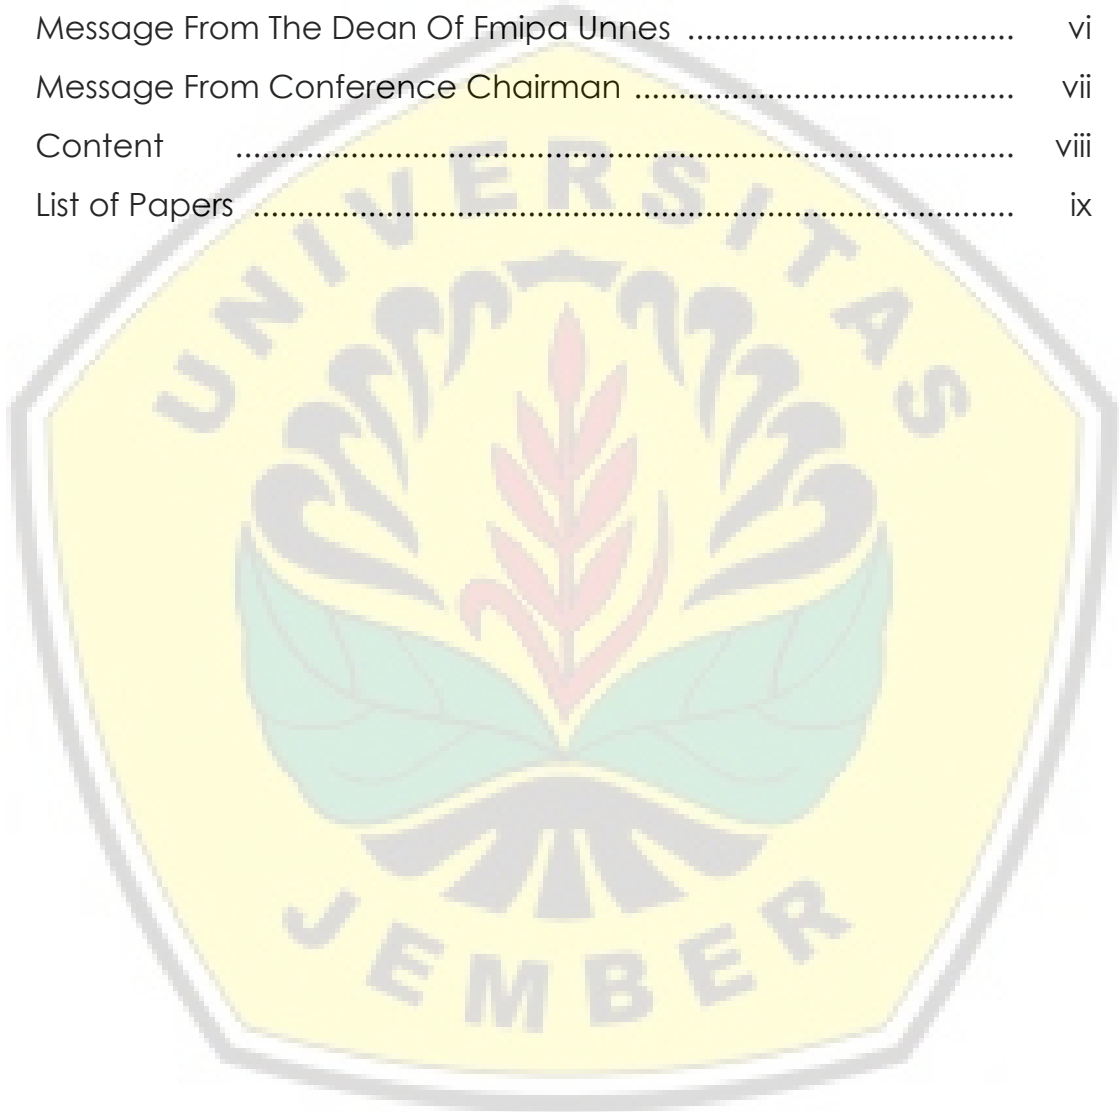 Message From The Dean Of Fmipa Unnes .................................... vi
Message From Conference Chairman .......................................... vii
Content ........................................................................................ viii
List of Papers ...................................................................................... ix
UNIVERSITAS
JEMBER